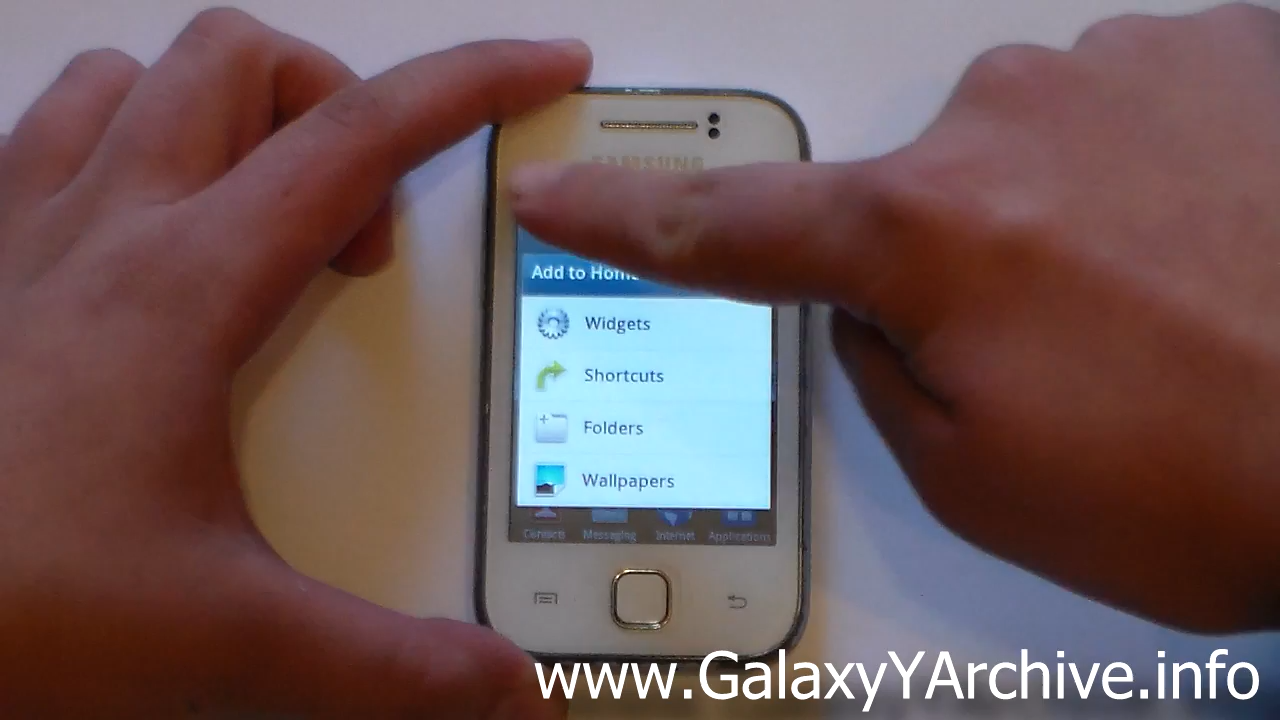 SAMSUNG
Add to Home
Widgets
Shortcuts
Folders
Wallpapers
Contacts Messaging Internet Applications
www.GalaxyYArchive.info